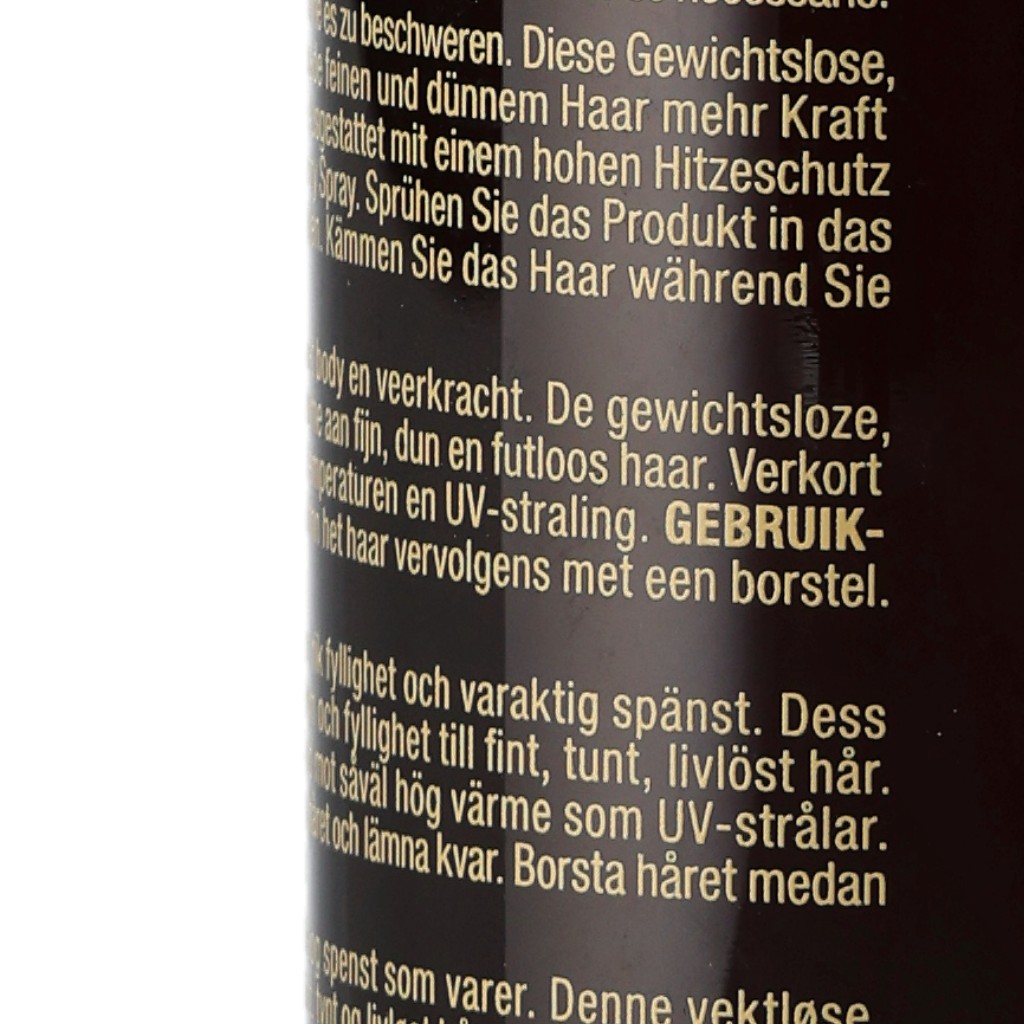 necessario.
es zu beschweren. Diese Gewichtslose,
feinen und dünnem Haar mehr Kraft
mit einem hohen Hitzeschutz
Spray. Sprühen Sie das Produkt in das
Kämmen Sie das Haar während Sie
body en veerkracht. De gewichtsloze,
aan fijn, dun en futloos haar. Verkort
en UV-straling. GEBRUIK-
het haar vervolgens met een borstel.
fyllighet och varaktig spänst. Dess
och fyllighet till fint, tunt, livlöst hår.
mot såväl hög värme som UV-strålar.
och lämna kvar. Borsta håret medan
spenst som varer. Denne vektløse